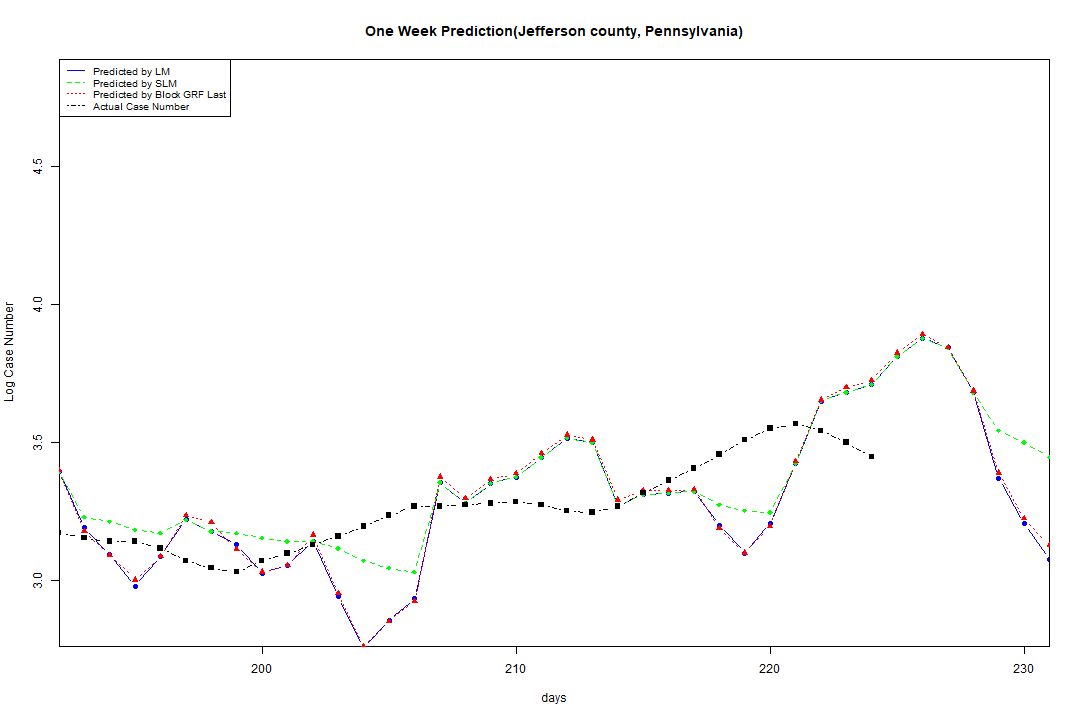 One Week Prediction(Jefferson county, Pennsylvania)
Predicted by LM
Predicted by SLM
Predicted by Block GRF Last
Actual Case Number
4.5
4.0
3.5
3.0
Log Case Number
200 210 220 230
days